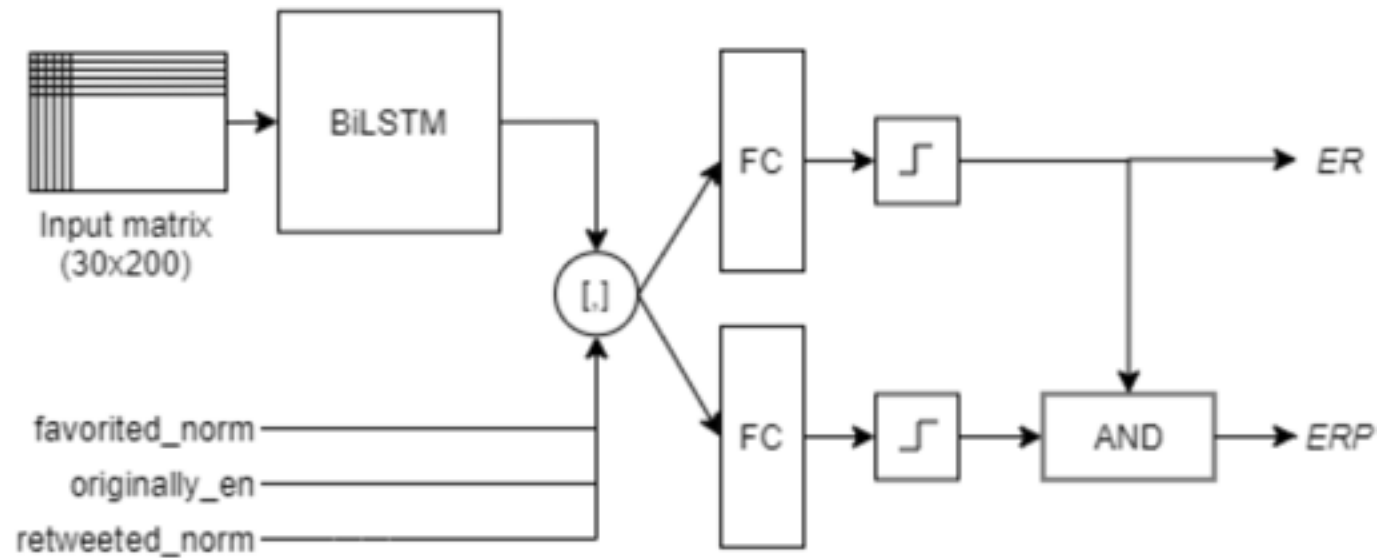 BiLSTM
Input matrix
(30x200)
[,]
FC
ER
favorited_norm
originally_en
retweeted_norm
FC
AND
ERP